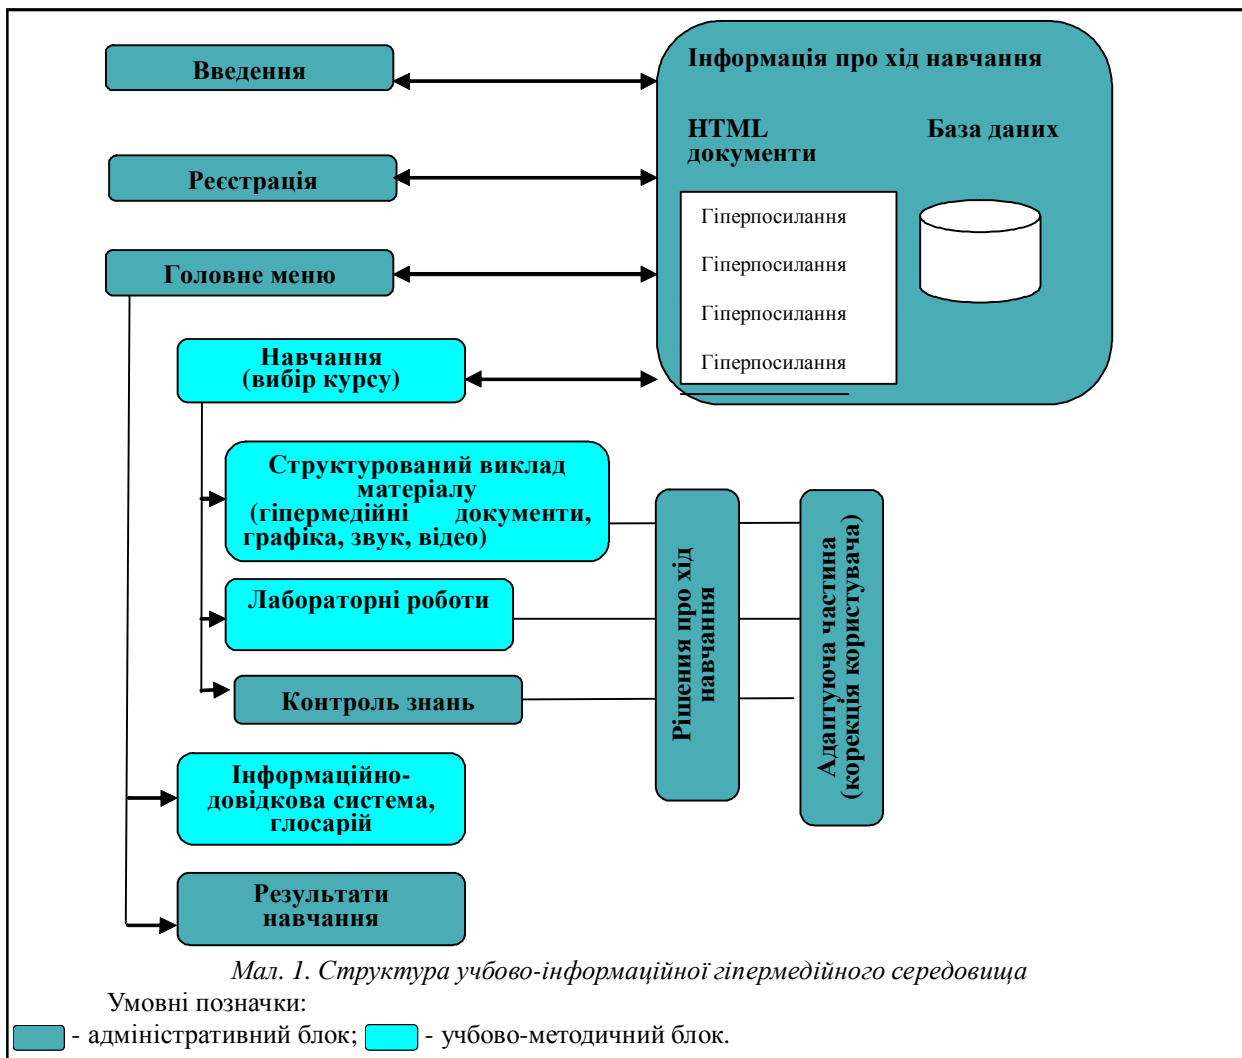 Введення
Інформація про хід навчання
HTML
документи
База даних
Реєстрація
Гіперпосилання
Гіперпосилання
Гіперпосилання
Гіперпосилання
Головне меню
Навчання
(вибір курсу)
Структурований виклад
матеріалу
(гіпермедійні документи,
графіка, звук, відео)
Лабораторні роботи
Контроль знань
Рішення про хід
навчання
Адаптуюча частина
(корекція користувача)
Інформаційно-
довідкова система,
глосарій
Результати
навчання
Мал. 1. Структура учбово-інформаційної гіпермедійного середовища
Умовні позначки:
- адміністративний блок; - учбово-методичний блок.